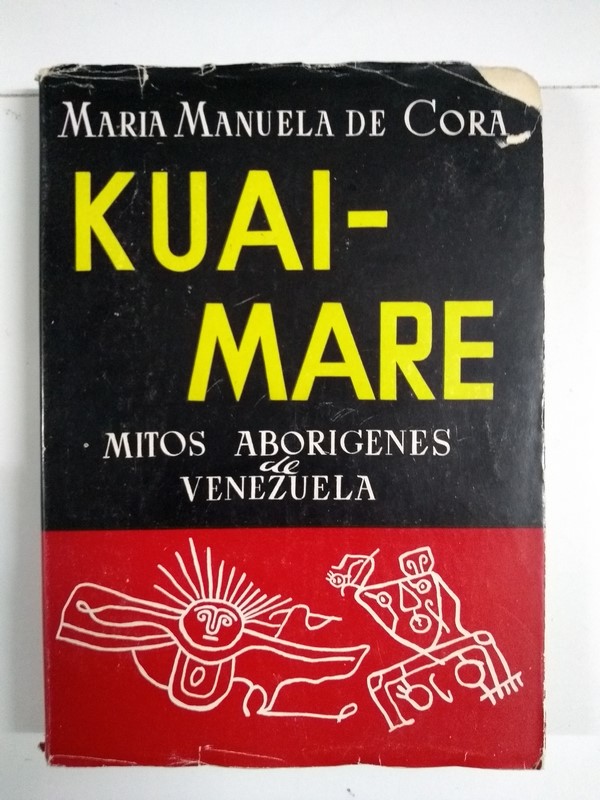 MARIA MANUELA DE CORA
KUAI-
MARE
MITOS ABORIGENES
de
VENEZUELA